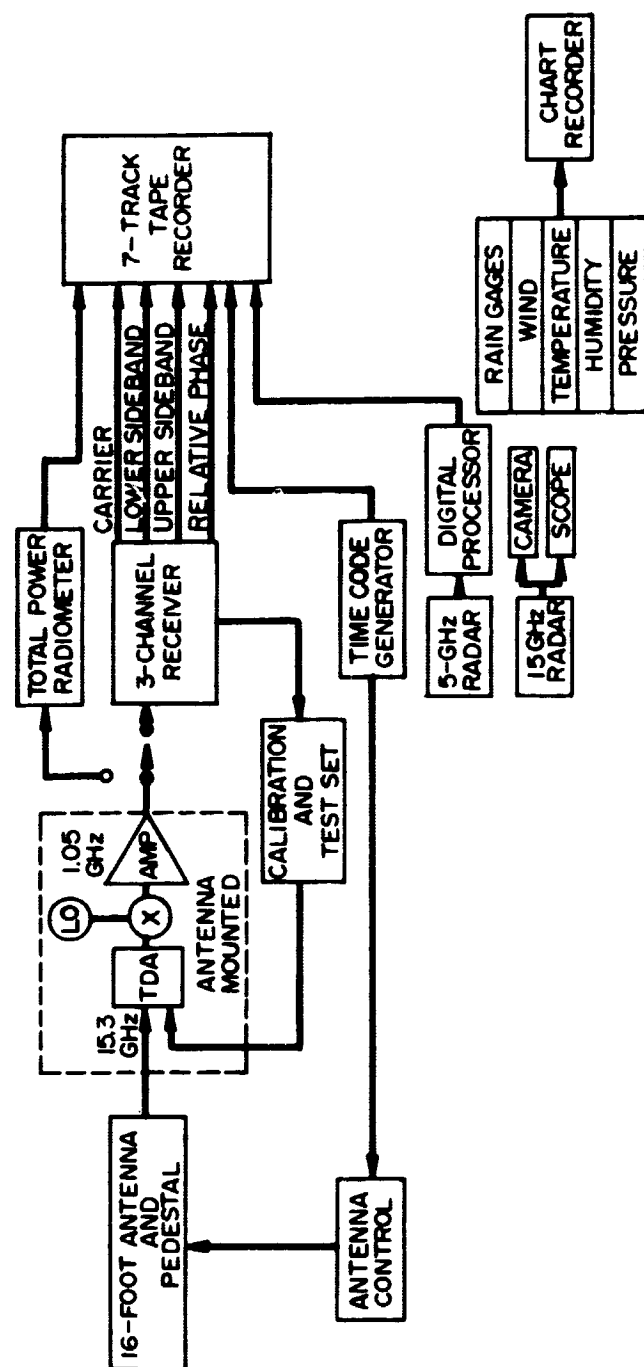 16-FOOT ANTENNA
AND
PEDESTAL
15.3
GHz
TDA
X
LO
AMP
1.05
GHz
ANTENNA
MOUNTED
TOTAL POWER
RADIOMETER
3-CHANNEL
RECEIVER
CARRIER
LOWER SIDEBAND
UPPER SIDEBAND
RELATIVE PHASE
7-TRACK
TAPE
RECORDER
CALIBRATION
AND
TEST SET
ANTENNA
CONTROL
TIME CODE
GENERATOR
5-GHz
RADAR
DIGITAL
PROCESSOR
15 GHz
RADAR
CAMERA
SCOPE
RAIN GAGES
WIND
TEMPERATURE
HUMIDITY
PRESSURE
CHART
RECORDER